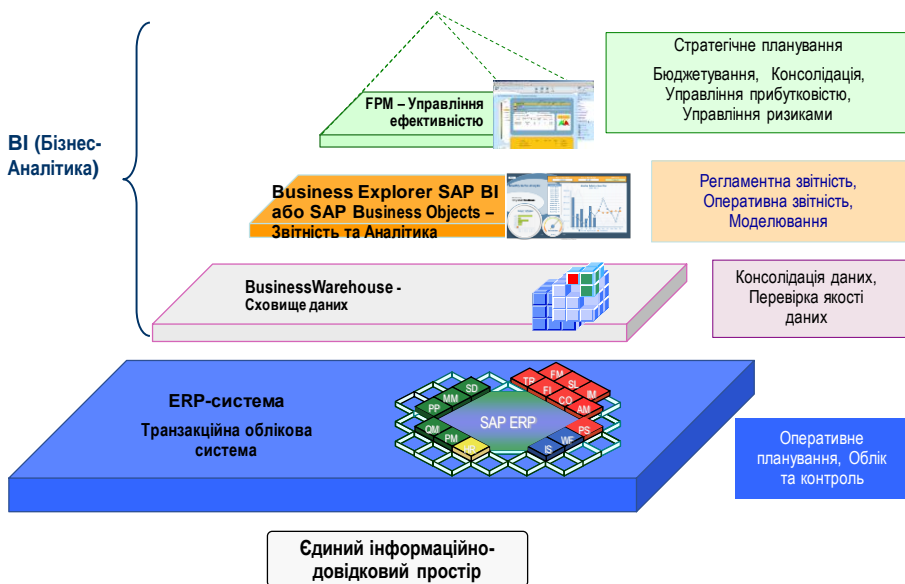 Стратегічне планування
Бюджетування, Консолідація,
Управління прибутковістю,
Управління ризиками
FPM – Управління
ефективністю
BI (Бізнес-
Аналітика)
Business Explorer SAP BI
або SAP Business Objects –
Звітність та Аналітика
Регламентна звітність,
Оперативна звітність,
Моделювання
BusinessWarehouse -
Сховище даних
Консолідація даних,
Перевірка якості
даних
ERP-система
Транзакційна облікова
система
SD
MM
PP
QM
PM
HR
SAP ERP
TR
FM
FI
SL
CO
IM
AM
PS
WF
IS
Оперативне
планування, Облік
та контроль
Єдиний інформаційно-
довідковий простір